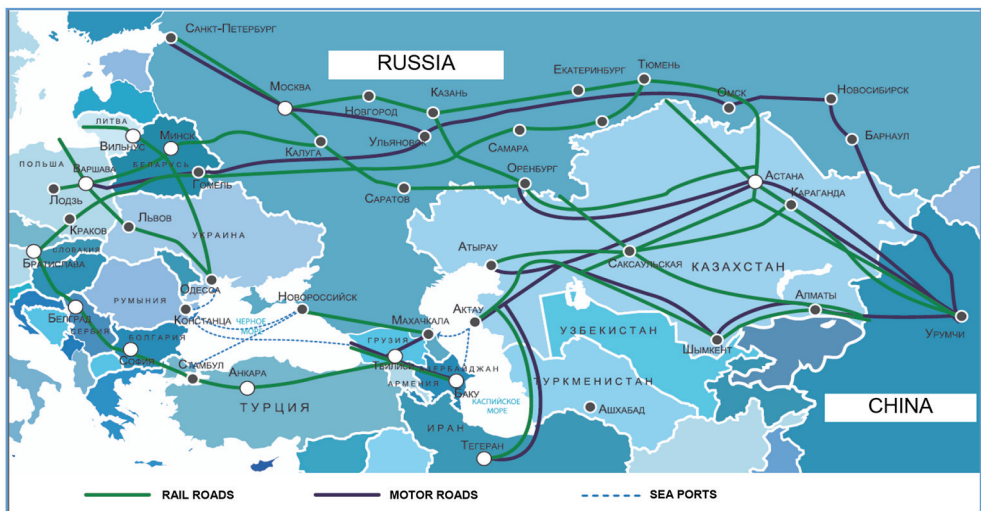 САНКТ-ПЕТЕРБУРГ
RUSSIA
ЕКАТЕРИНБУРГ
ТЮМЕНЬ
МОСКВА
НОВГОРОД
КАЗАНЬ
ОМСК
НОВОСИБИРСК
ЛИТВА
ВИЛЬНЮС
МИНСК
УЛЬЯНОВСК
БАРНАУЛ
ПОЛЬША
БЕЛАРУСЬ
КАЛУГА
САМАРА
ВАРШАВА
ГОМЕЛЬ
ОРЕНБУРГ
АСТАНА
ЛОДЗЬ
САРАТОВ
КАРАГАНДА
КРАКОВ
ЛЬВОВ
УКРАИНА
СЛОВАКИЯ
БРАТИСЛАВА
АТЫРАУ
САКСАУЛЬСКАЯ
КАЗАХСТАН
РУМЫНИЯ
ОДЕССА
НОВОРОССИЙСК
АЛМАТЫ
БЕЛГРАД
КОНСТАНЦА
ЧЕРНОЕ
МОРЕ
МАХАЧКАЛА
АКТАУ
УРУМЧИ
СЕРБИЯ
БОЛГАРИЯ
ГРУЗИЯ
УЗБЕКИСТАН
ШЫМКЕНТ
СОФИЯ
СТАМБУЛ
ТБИЛИСИ
АЗЕРБАЙДЖАН
АНКАРА
АРМЕНИЯ
БАКУ
ТУРКМЕНИСТАН
ТУРЦИЯ
КАСПИЙСКОЕ
МОРЕ
АШХАБАД
CHINA
ИРАН
ТЕГЕРАН
RAIL ROADS
MOTOR ROADS
SEA PORTS